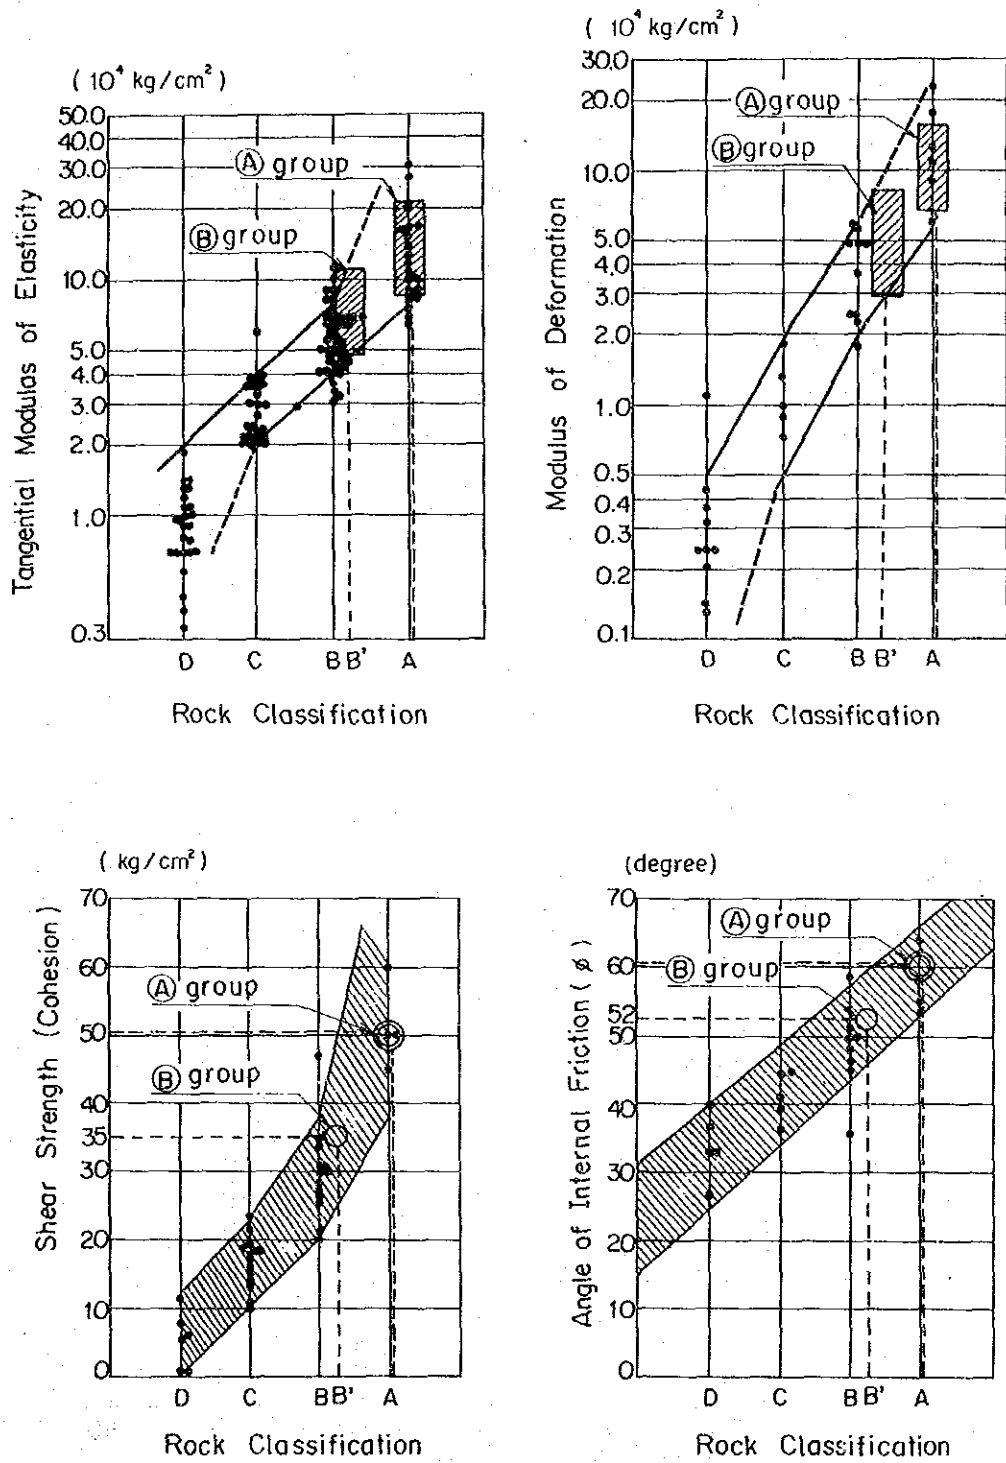 ( 10⁴ kg/cm² )
50.0
40.0
30.0
20.0
10.0
5.0
4.0
3.0
2.0
1.0
0.3
Tangential Modulas of Elasticity
Ⓐ group
Ⓑ group
D C B B' A
Rock Classification
( 10⁴ kg/cm² )
30.0
20.0
10.0
5.0
4.0
3.0
2.0
1.0
0.5
0.4
0.3
0.2
0.1
Modulus of Deformation
Ⓐ group
Ⓑ group
D C B B' A
Rock Classification
( kg/cm² )
70
60
50
40
35
30
20
10
0
Shear Strength (Cohesion)
Ⓐ group
Ⓑ group
D C B B' A
Rock Classification
(degree)
70
60
52
50
40
30
20
10
0
Angle of Internal Friction ( ø )
Ⓐ group
Ⓑ group
D C B B' A
Rock Classification